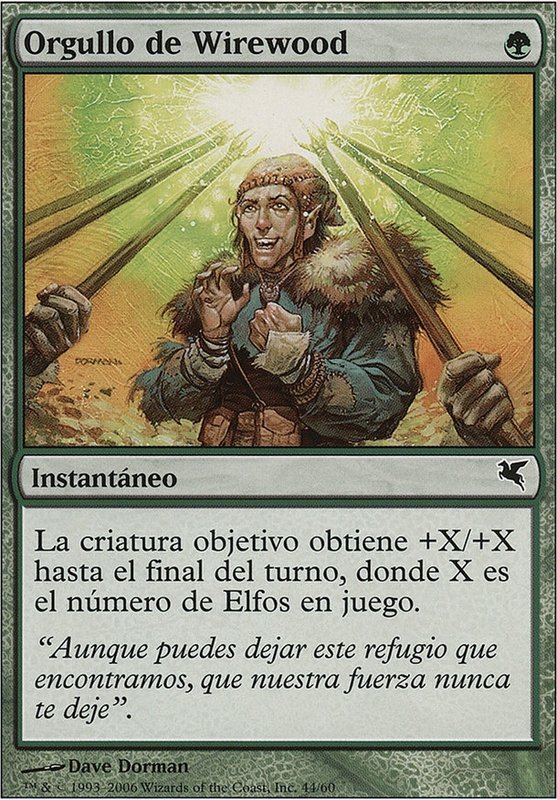 Orgullo de Wirewood
DORMAN
Instantáneo
La criatura objetivo obtiene +X/+X
hasta el final del turno, donde X es
el número de Elfos en juego.
“Aunque puedes dejar este refugio que
encontramos, que nuestra fuerza nunca
te deje”.
Dave Dorman
™ & © 1993-2006 Wizards of the Coast, Inc. 44/60